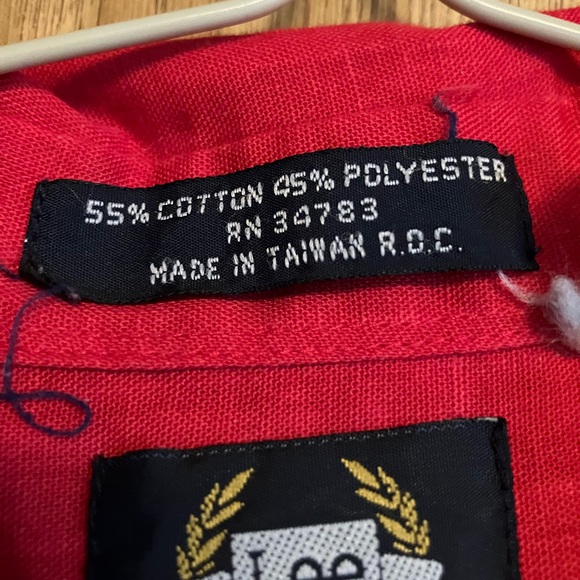 55% COTTON 45% POLYESTER
RN 34783
MADE IN TAIWAN R.O.C.